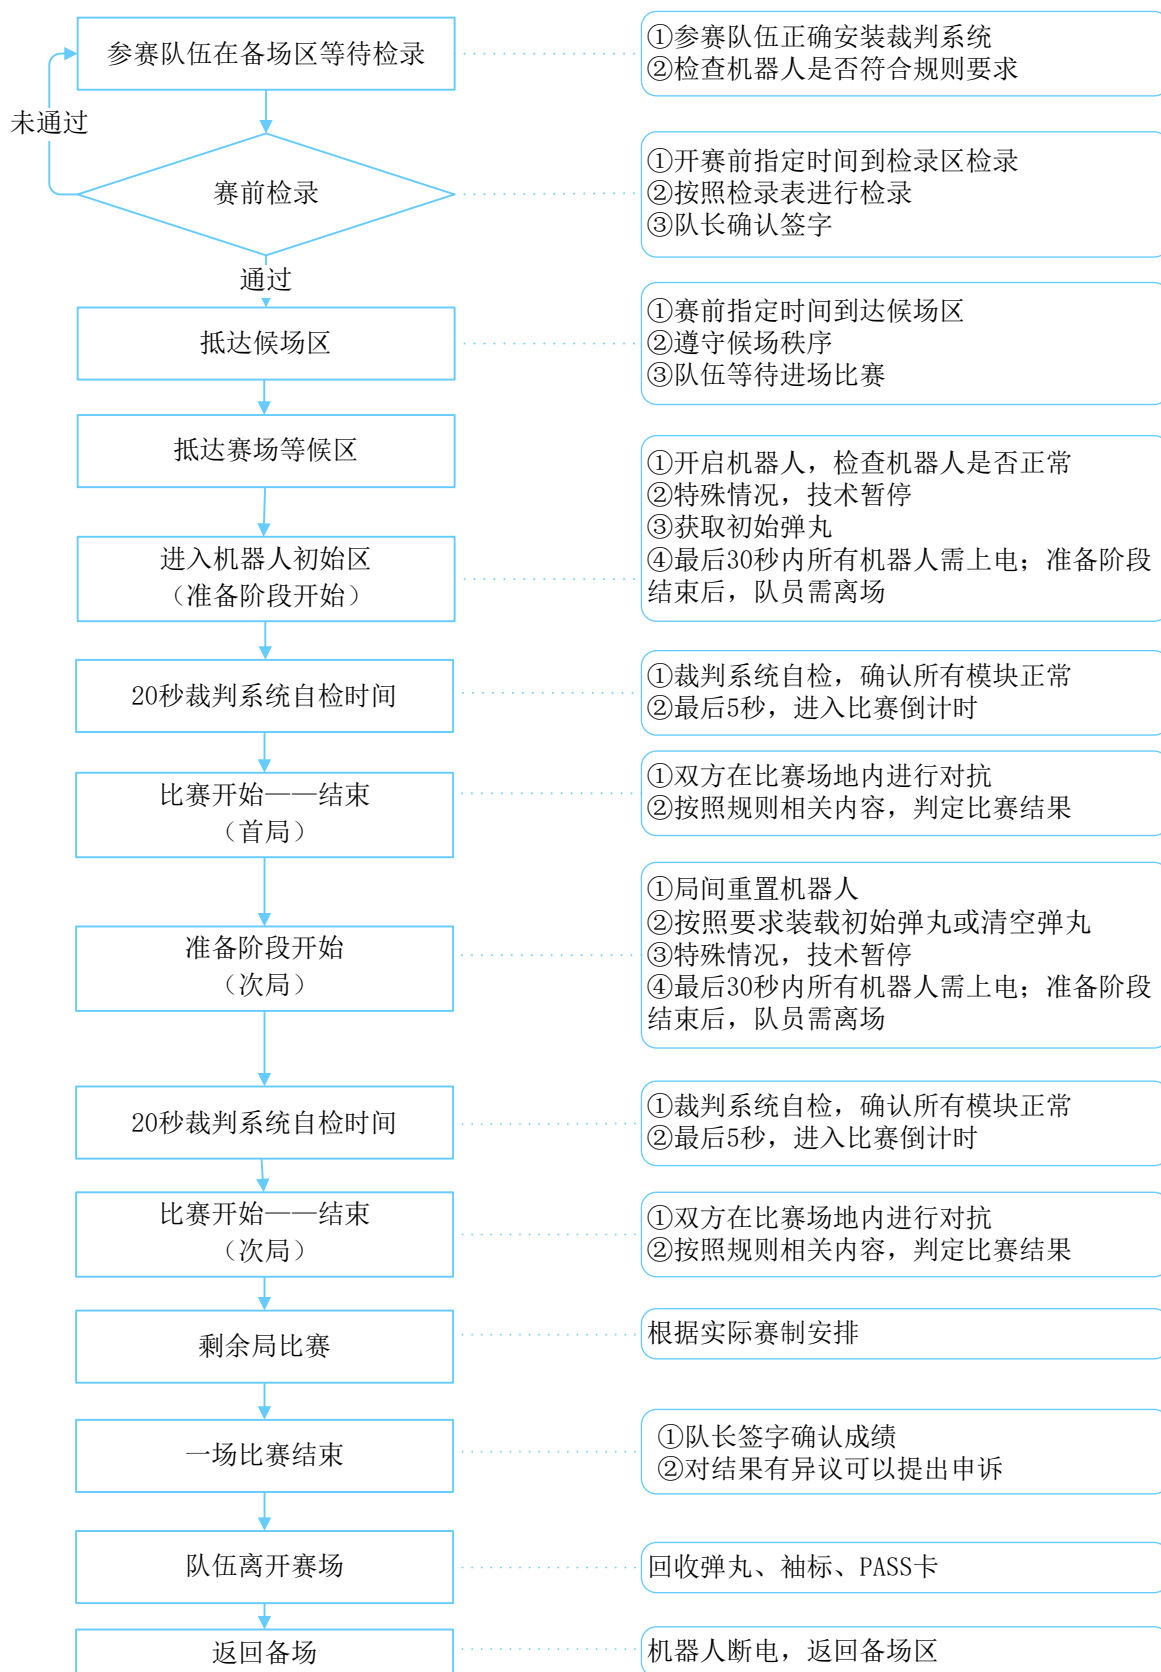 参赛队伍在备场区等待检录
①参赛队伍正确安装裁判系统
②检查机器人是否符合规则要求
未通过
赛前检录
①开赛前指定时间到检录区检录
②按照检录表进行检录
③队长确认签字
通过
抵达候场区
①赛前指定时间到达候场区
②遵守候场秩序
③队伍等待进场比赛
抵达赛场等候区
进入机器人初始区
（准备阶段开始）
①开启机器人，检查机器人是否正常
②特殊情况，技术暂停
③获取初始弹丸
④最后30秒内所有机器人需上电；准备阶段
结束后，队员需离场
20秒裁判系统自检时间
①裁判系统自检，确认所有模块正常
②最后5秒，进入比赛倒计时
比赛开始——结束
（首局）
①双方在比赛场地内进行对抗
②按照规则相关内容，判定比赛结果
准备阶段开始
（次局）
①局间重置机器人
②按照要求装载初始弹丸或清空弹丸
③特殊情况，技术暂停
④最后30秒内所有机器人需上电；准备阶段
结束后，队员需离场
20秒裁判系统自检时间
①裁判系统自检，确认所有模块正常
②最后5秒，进入比赛倒计时
比赛开始——结束
（次局）
①双方在比赛场地内进行对抗
②按照规则相关内容，判定比赛结果
剩余局比赛
根据实际赛制安排
一场比赛结束
①队长签字确认成绩
②对结果有异议可以提出申诉
队伍离开赛场
回收弹丸、袖标、PASS卡
返回备场
机器人断电，返回备场区